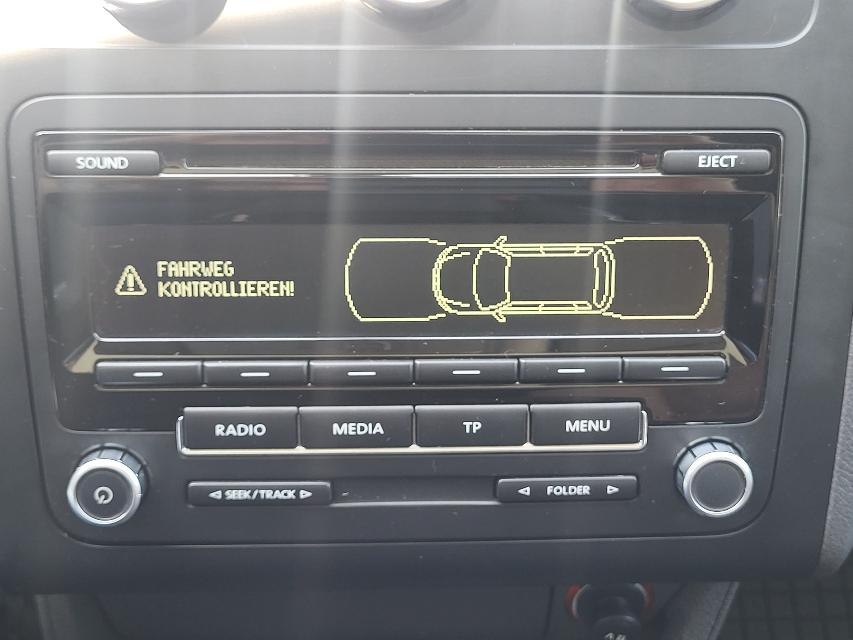 SOUND
EJECT
FAHRWEG
KONTROLLIEREN!
RADIO
MEDIA
TP
MENU
SEEK/TRACK
FOLDER